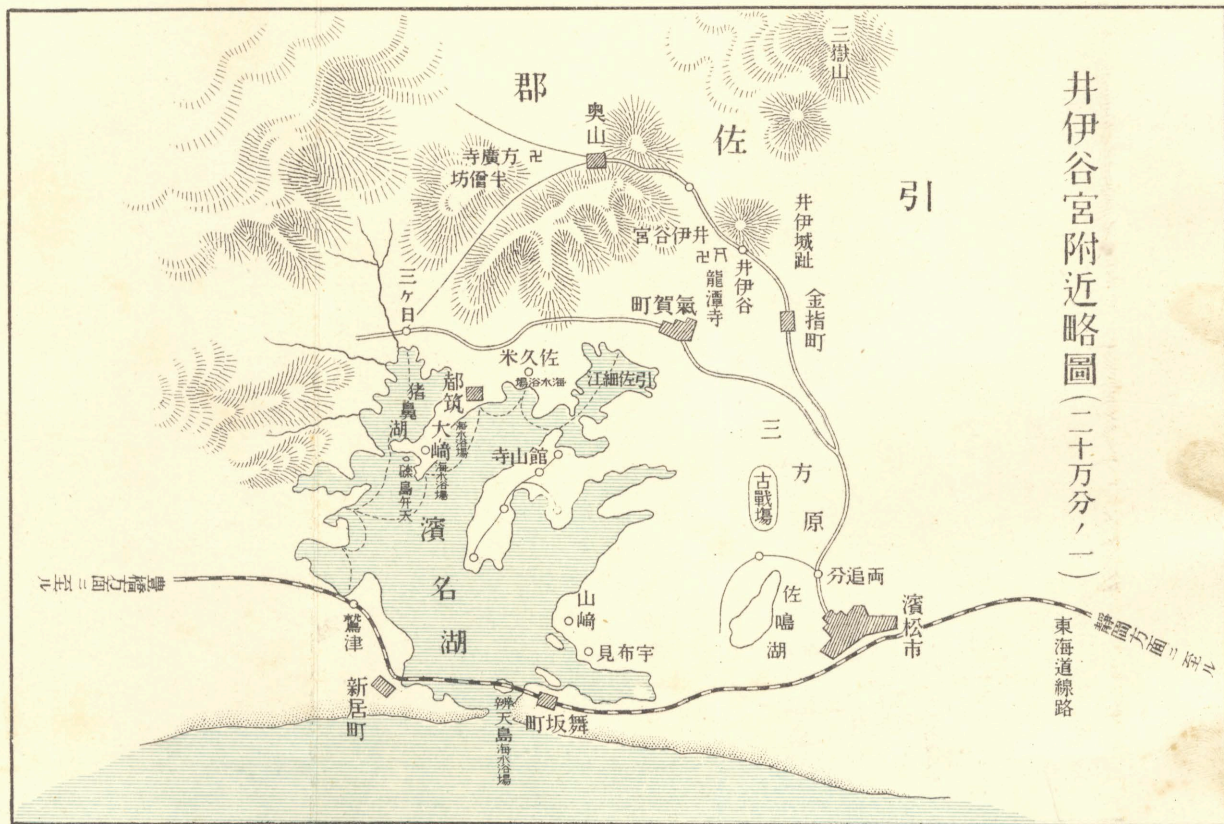 井伊谷宮附近略圖(二十万分ノ一)
引
佐
郡
三嶽山
奥山
方廣寺
半僧坊
井伊城趾
井伊谷宮
井伊谷
龍潭寺
金指町
氣賀町
三ヶ日
佐久米
海水浴場
引佐細江
都筑
海水浴場
猪鼻湖
大崎
海水浴場
礫島弁天
館山寺
三方原
古戰塲
濱名湖
両追分
佐鳴湖
濱松市
山崎
宇布見
豊橋方面ニ至ル
鷲津
新居町
辨天島
海水浴場
舞坂町
東海道線路
靜岡方面ニ至ル